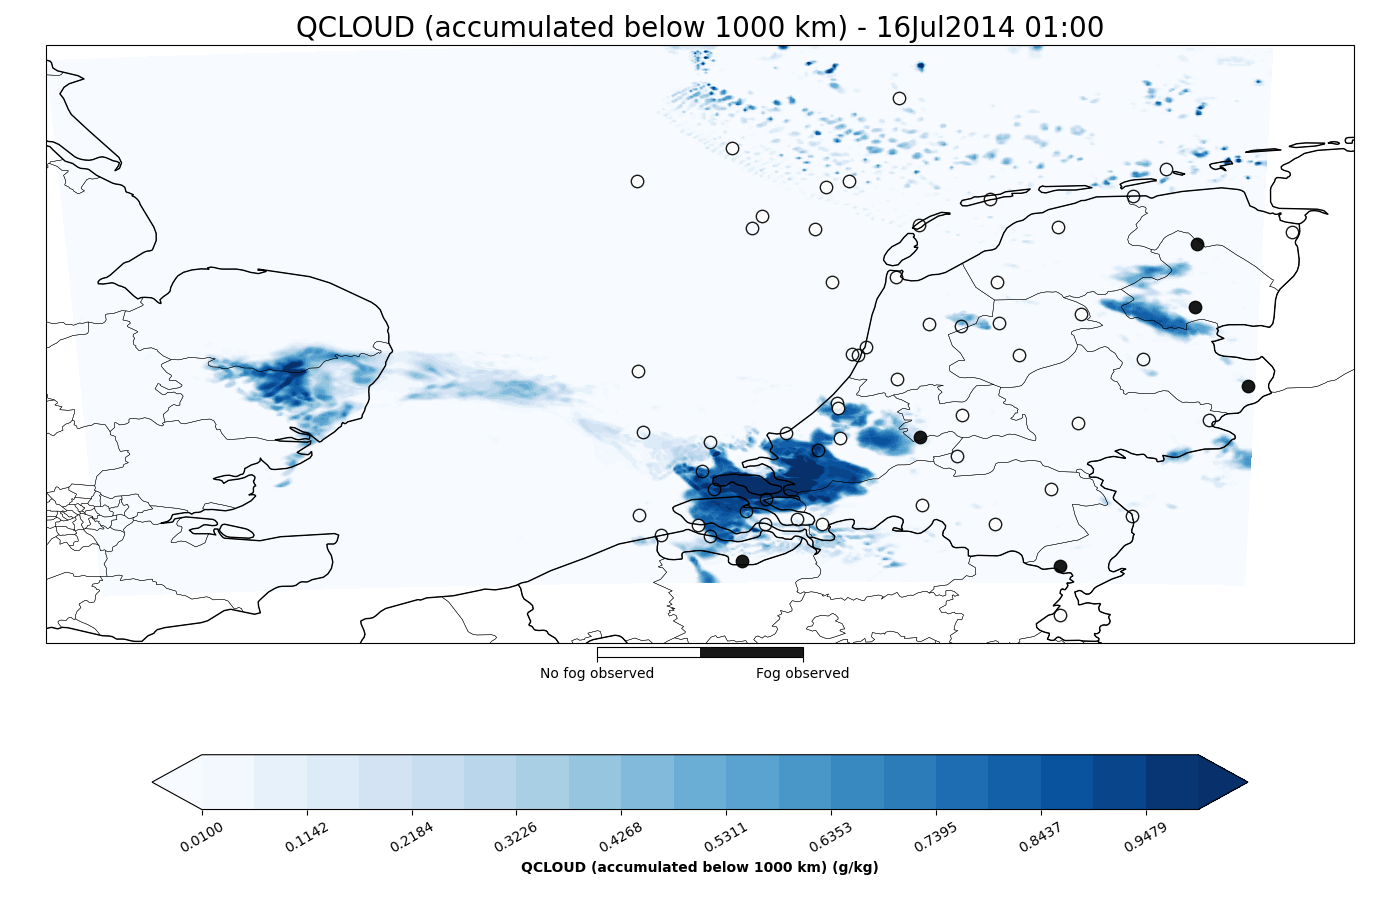 QCLOUD (accumulated below 1000 km) - 16Jul2014 01:00
No fog observed
Fog observed
0.0100
0.1142
0.2184
0.3226
0.4268
0.5311
0.6353
0.7395
0.8437
0.9479
QCLOUD (accumulated below 1000 km) (g/kg)